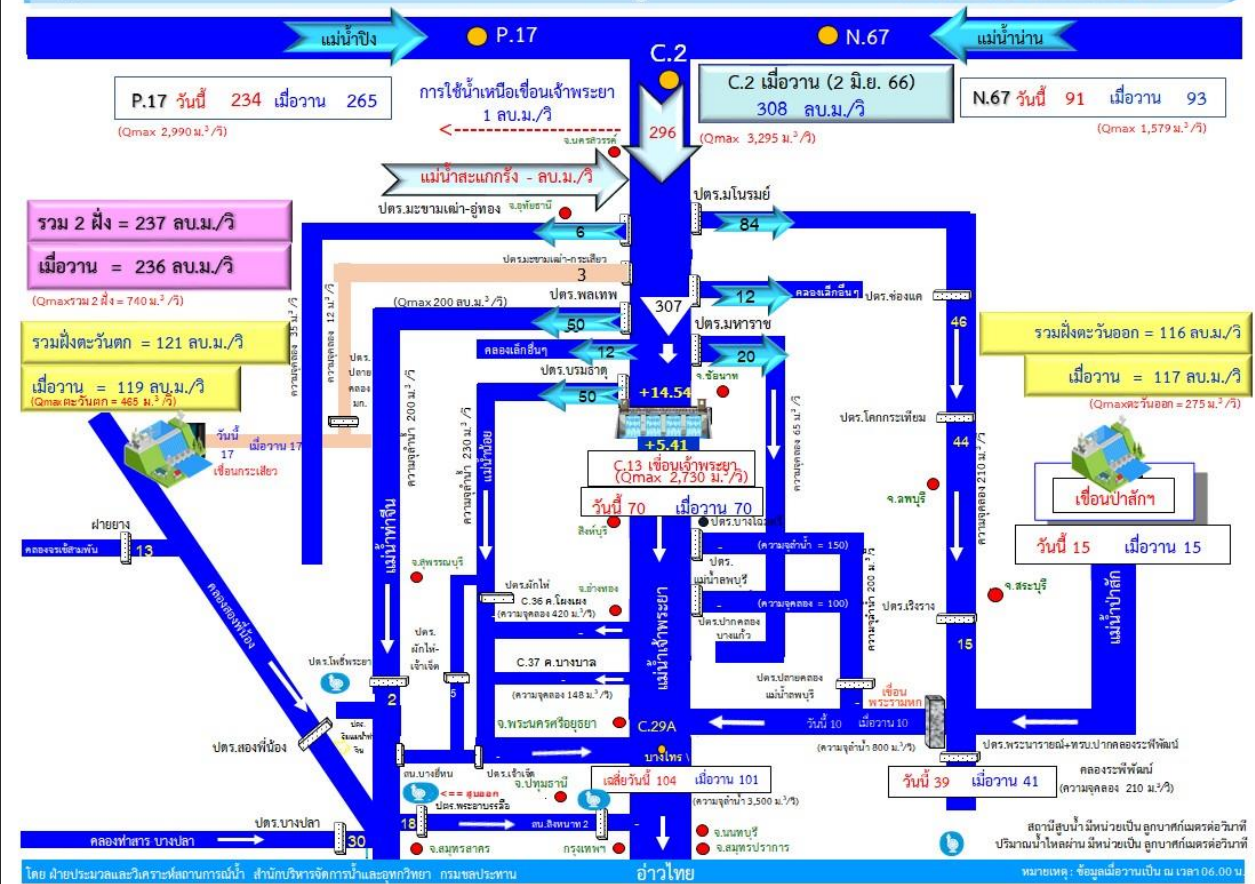 แม่น้ำปิง
P.17
C.2
N.67
แม่น้ำน่าน
P.17 วันนี้ 234 เมื่อวาน 265
(Qmax 2,990 ม.³/วิ)
การใช้น้ำเหนือเขื่อนเจ้าพระยา
1 ลบ.ม./วิ
จ.นครสวรรค์
296
C.2 เมื่อวาน (2 มิ.ย. 66)
308 ลบ.ม./วิ
(Qmax 3,295 ม.³/วิ)
N.67 วันนี้ 91 เมื่อวาน 93
(Qmax 1,579 ม.³/วิ)
แม่น้ำสะแกกรัง - ลบ.ม./วิ
ปตร.มะขามเฒ่า-อู่ทอง
จ.อุทัยธานี
6
ปตร.มโนรมย์
84
รวม 2 ฝั่ง = 237 ลบ.ม./วิ
เมื่อวาน = 236 ลบ.ม./วิ
(Qmaxรวม 2 ฝั่ง = 740 ม.³/วิ)
ปตร.มะขามเฒ่า-กระเสียว
3
ความจุคลอง 35 ม.³/วิ
ความจุคลอง 12 ม.³/วิ
(Qmax 200 ลบ.ม./วิ)
ปตร.พลเทพ
50
307
12
คลองเล็กอื่นๆ
ปตร.ช่องแค
46
รวมฝั่งตะวันตก = 121 ลบ.ม./วิ
เมื่อวาน = 119 ลบ.ม./วิ
(Qmaxตะวันตก = 465 ม.³/วิ)
ปตร.
ปลาย
คลอง
มก.
คลองเล็กอื่นๆ
12
ปตร.มหาราช
20
จ.ชัยนาท
ปตร.บรมธาตุ
50
+14.54
+5.41
รวมฝั่งตะวันออก = 116 ลบ.ม./วิ
เมื่อวาน = 117 ลบ.ม./วิ
(Qmaxตะวันออก = 275 ม.³/วิ)
วันนี้
17
เมื่อวาน 17
เขื่อนกระเสียว
ความจุลำน้ำ 200 ม.³/วิ
ความจุลำน้ำ 230 ม.³/วิ
แม่น้ำน้อย
แม่น้ำท่าจีน
C.13 เขื่อนเจ้าพระยา
(Qmax 2,730 ม.³/วิ)
วันนี้ 70 เมื่อวาน 70
ความจุคลอง 65 ม.³/วิ
ปตร.โคกกระเทียม
44
ความจุคลอง 210 ม.³/วิ
จ.ลพบุรี
เขื่อนป่าสักฯ
วันนี้ 15 เมื่อวาน 15
สิงห์บุรี
ปตร.บางโฉมศรี
-
(ความจุลำน้ำ = 150)
ฝายยาง
คลองจรเข้สามพัน
13
จ.สุพรรณบุรี
ปตร.ผักไห่
จ.อ่างทอง
C.36 ค.โผงเผง
(ความจุคลอง 420 ม.³/วิ)
-
ปตร.
แม่น้ำลพบุรี
-
(ความจุคลอง = 100)
ความจุลำน้ำ 200 ม.³/วิ
จ.สระบุรี
ปตร.เริงราง
15
แม่น้ำป่าสัก
คลองสองพี่น้อง
ปตร.
ผักไห่-
เจ้าเจ็ด
5
ปตร.ปากคลอง
บางแก้ว
แม่น้ำเจ้าพระยา
ปตร.โพธิ์พระยา
2
C.37 ค.บางบาล
-
(ความจุคลอง 148 ม.³/วิ)
ปตร.ปลายคลอง
แม่น้ำลพบุรี
-
เขื่อน
พระรามหก
ปตร.สองพี่น้อง
จ.พระนครศรีอยุธยา
C.29A
บางไทร
วันนี้ 10 เมื่อวาน 10
(ความจุลำน้ำ 800 ม.³/วิ)
ปตร.พระนารายณ์+ทรบ.ปากคลองระพีพัฒน์
สน.บางยี่หน
ปตร.เจ้าเจ็ด
จ.ปทุมธานี
เฉลี่ยวันนี้ 104 เมื่อวาน 101
(ความจุลำน้ำ 3,500 ม.³/วิ)
วันนี้ 39 เมื่อวาน 41
คลองระพีพัฒน์
(ความจุคลอง 210 ม.³/วิ)
<== สูบออก
ปตร.พระยาบรรลือ
18
สน.สิงหนาท 2
-
ปตร.บางปลา
คลองท่าสาร บางปลา
30
จ.สมุทรสาคร
กรุงเทพฯ
จ.นนทบุรี
จ.สมุทรปราการ
สถานีสูบน้ำ มีหน่วยเป็น ลูกบาศก์เมตรต่อวินาที
ปริมาณน้ำไหลผ่าน มีหน่วยเป็น ลูกบาศก์เมตรต่อวินาที
โดย ฝ่ายประมวลและวิเคราะห์สถานการณ์น้ำ สำนักบริหารจัดการน้ำและอุทกวิทยา กรมชลประทาน
อ่าวไทย
หมายเหตุ : ข้อมูลเมื่อวานเป็น ณ เวลา 06.00 น.